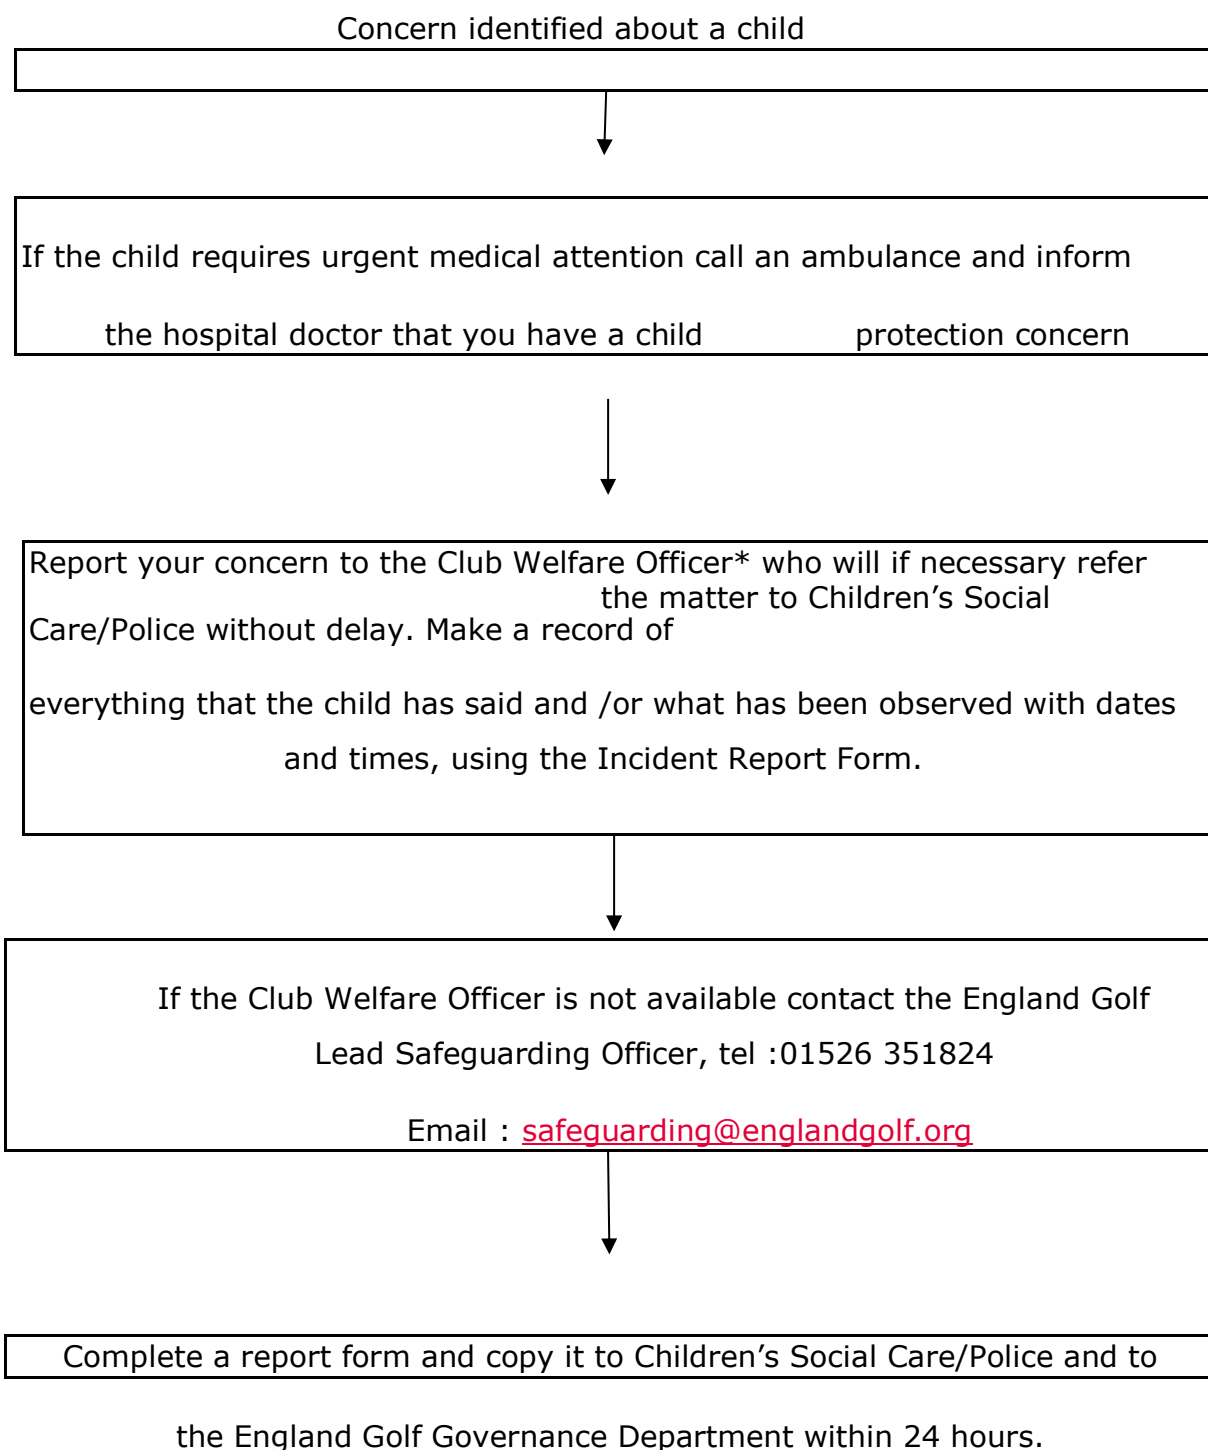 Concern identified about a child
If the child requires urgent medical attention call an ambulance and inform
the hospital doctor that you have a child protection concern
Report your concern to the Club Welfare Officer* who will if necessary refer
the matter to Children’s Social
Care/Police without delay. Make a record of
everything that the child has said and /or what has been observed with dates
and times, using the Incident Report Form.
If the Club Welfare Officer is not available contact the England Golf
Lead Safeguarding Officer, tel :01526 351824
Email : safeguarding@englandgolf.org
Complete a report form and copy it to Children’s Social Care/Police and to
the England Golf Governance Department within 24 hours.